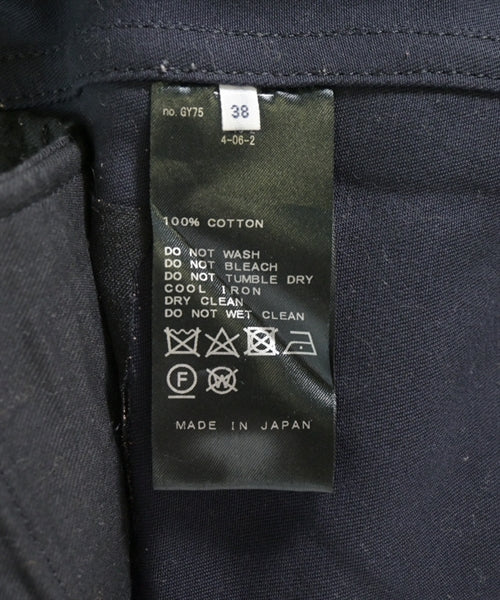 no. GY75 38
4-06-2
100% COTTON
DO NOT WASH
DO NOT BLEACH
DO NOT TUMBLE DRY
COOL IRON
DRY CLEAN
DO NOT WET CLEAN
F W
MADE IN JAPAN